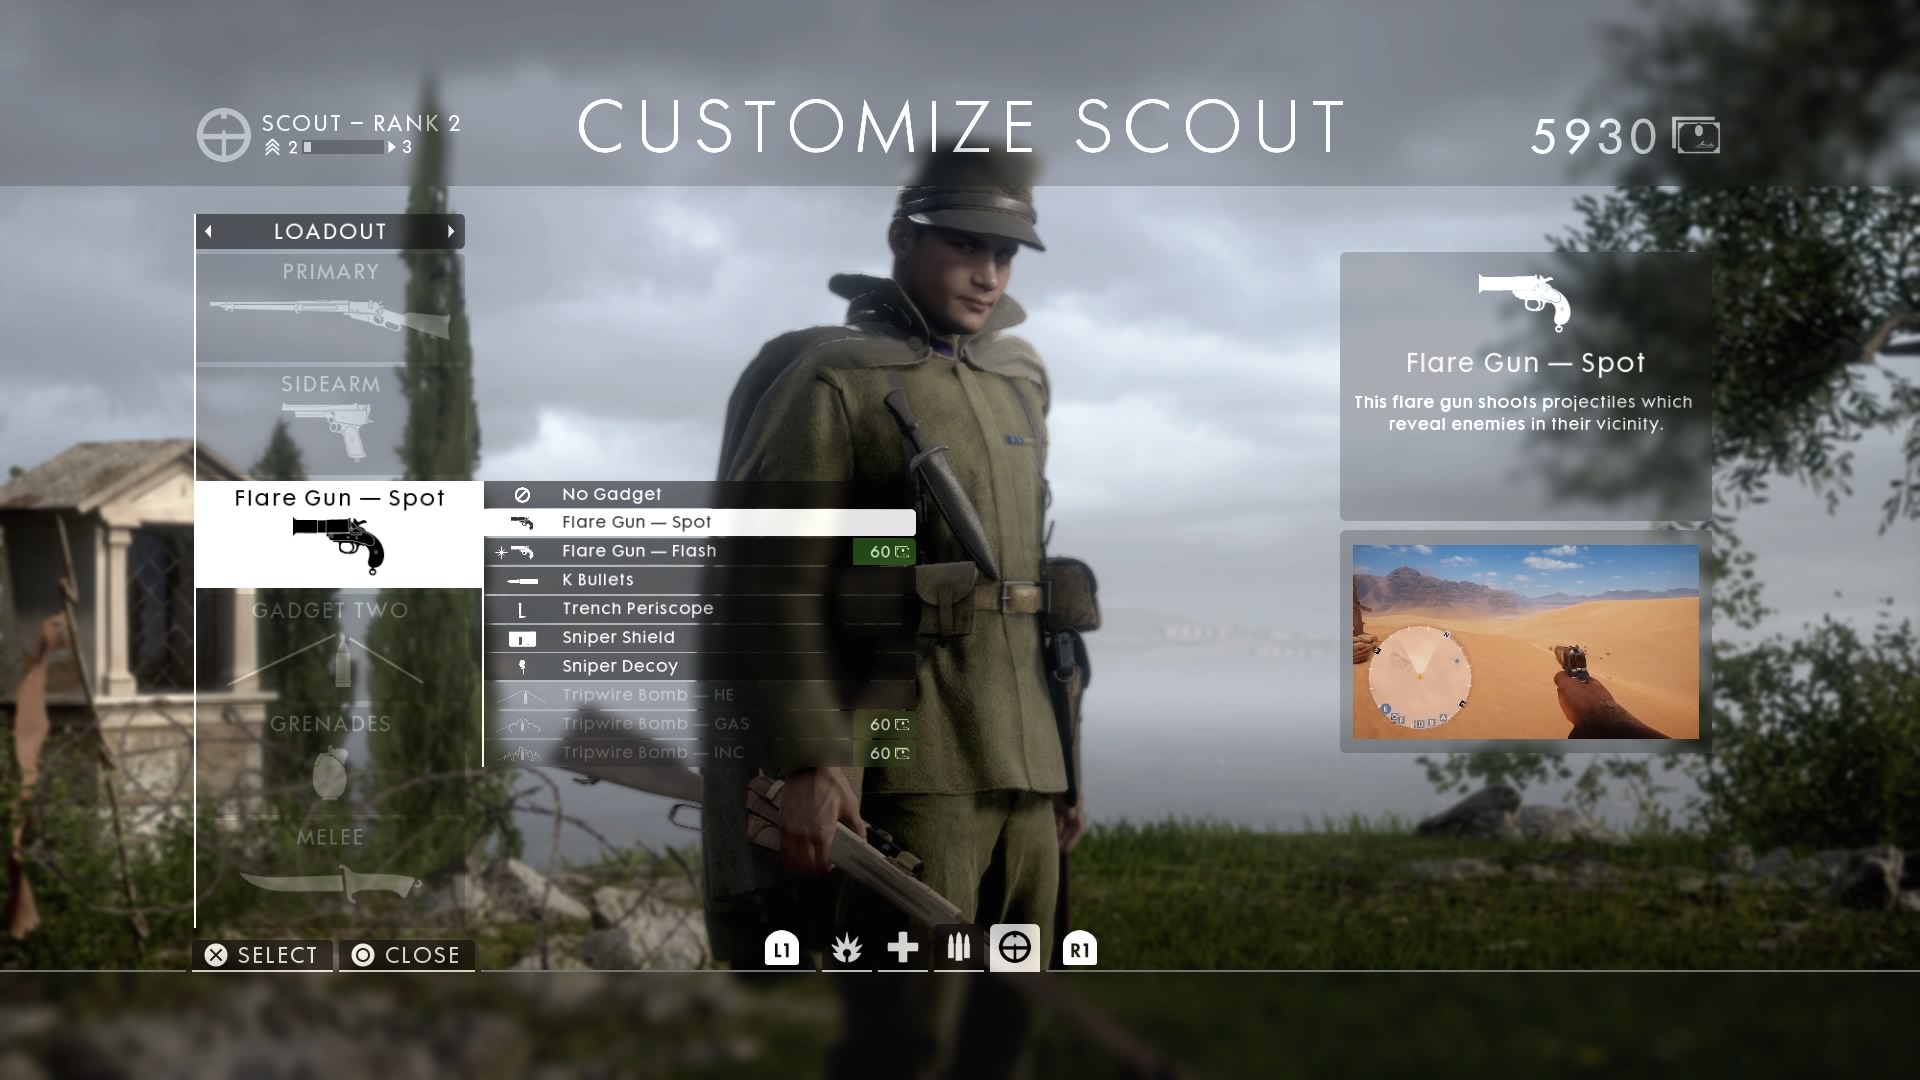 CUSTOMIZE SCOUT
SCOUT – RANK 2
2 3
5930
LOADOUT
PRIMARY
SIDEARM
Flare Gun — Spot
GADGET TWO
GRENADES
MELEE
No Gadget
Flare Gun — Spot
Flare Gun — Flash 60
K Bullets
Trench Periscope
Sniper Shield
Sniper Decoy
Tripwire Bomb — HE
Tripwire Bomb — GAS 60
Tripwire Bomb — INC 60
Flare Gun — Spot
This flare gun shoots projectiles which
reveal enemies in their vicinity.
SELECT CLOSE
L1 R1